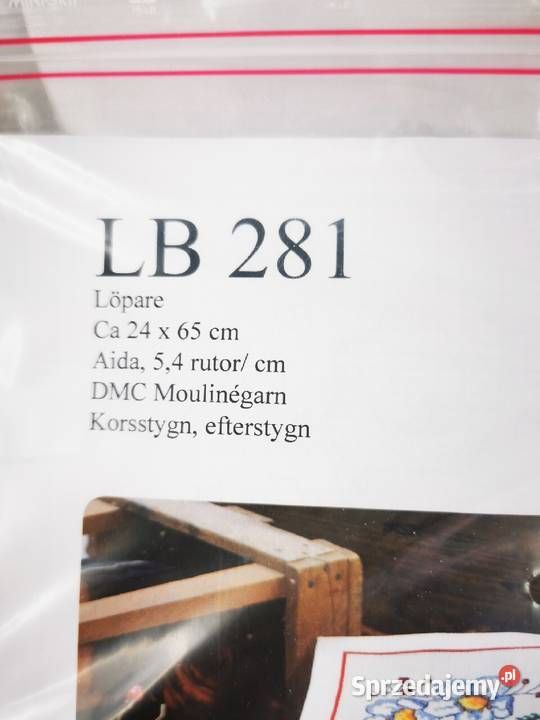 LB 281
Löpare
Ca 24 x 65 cm
Aida, 5,4 rutor/ cm
DMC Moulinégarn
Korsstygn, efterstygn
Sprzedajemy.pl